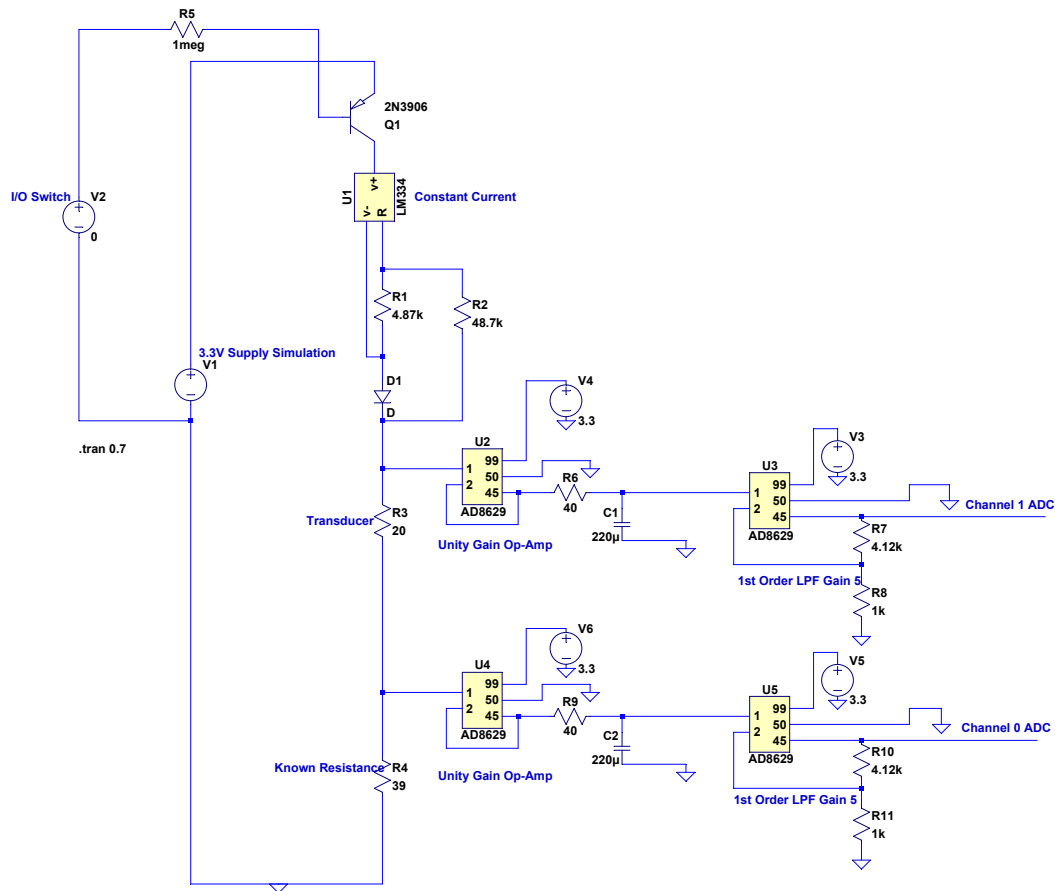 R5
1meg
2N3906
Q1
U1
v+
LM334
v-
R
Constant Current
I/O Switch
V2
0
R1
4.87k
R2
48.7k
3.3V Supply Simulation
V1
D1
D
.tran 0.7
V4
3.3
U2
99
1
50
2
45
AD8629
R6
40
C1
220µ
Unity Gain Op-Amp
Transducer
R3
20
V3
3.3
U3
99
1
50
2
45
AD8629
Channel 1 ADC
R7
4.12k
1st Order LPF Gain 5
R8
1k
V6
3.3
U4
99
1
50
2
45
AD8629
R9
40
C2
220µ
Unity Gain Op-Amp
Known Resistance
R4
39
V5
3.3
U5
99
1
50
2
45
AD8629
Channel 0 ADC
R10
4.12k
1st Order LPF Gain 5
R11
1k